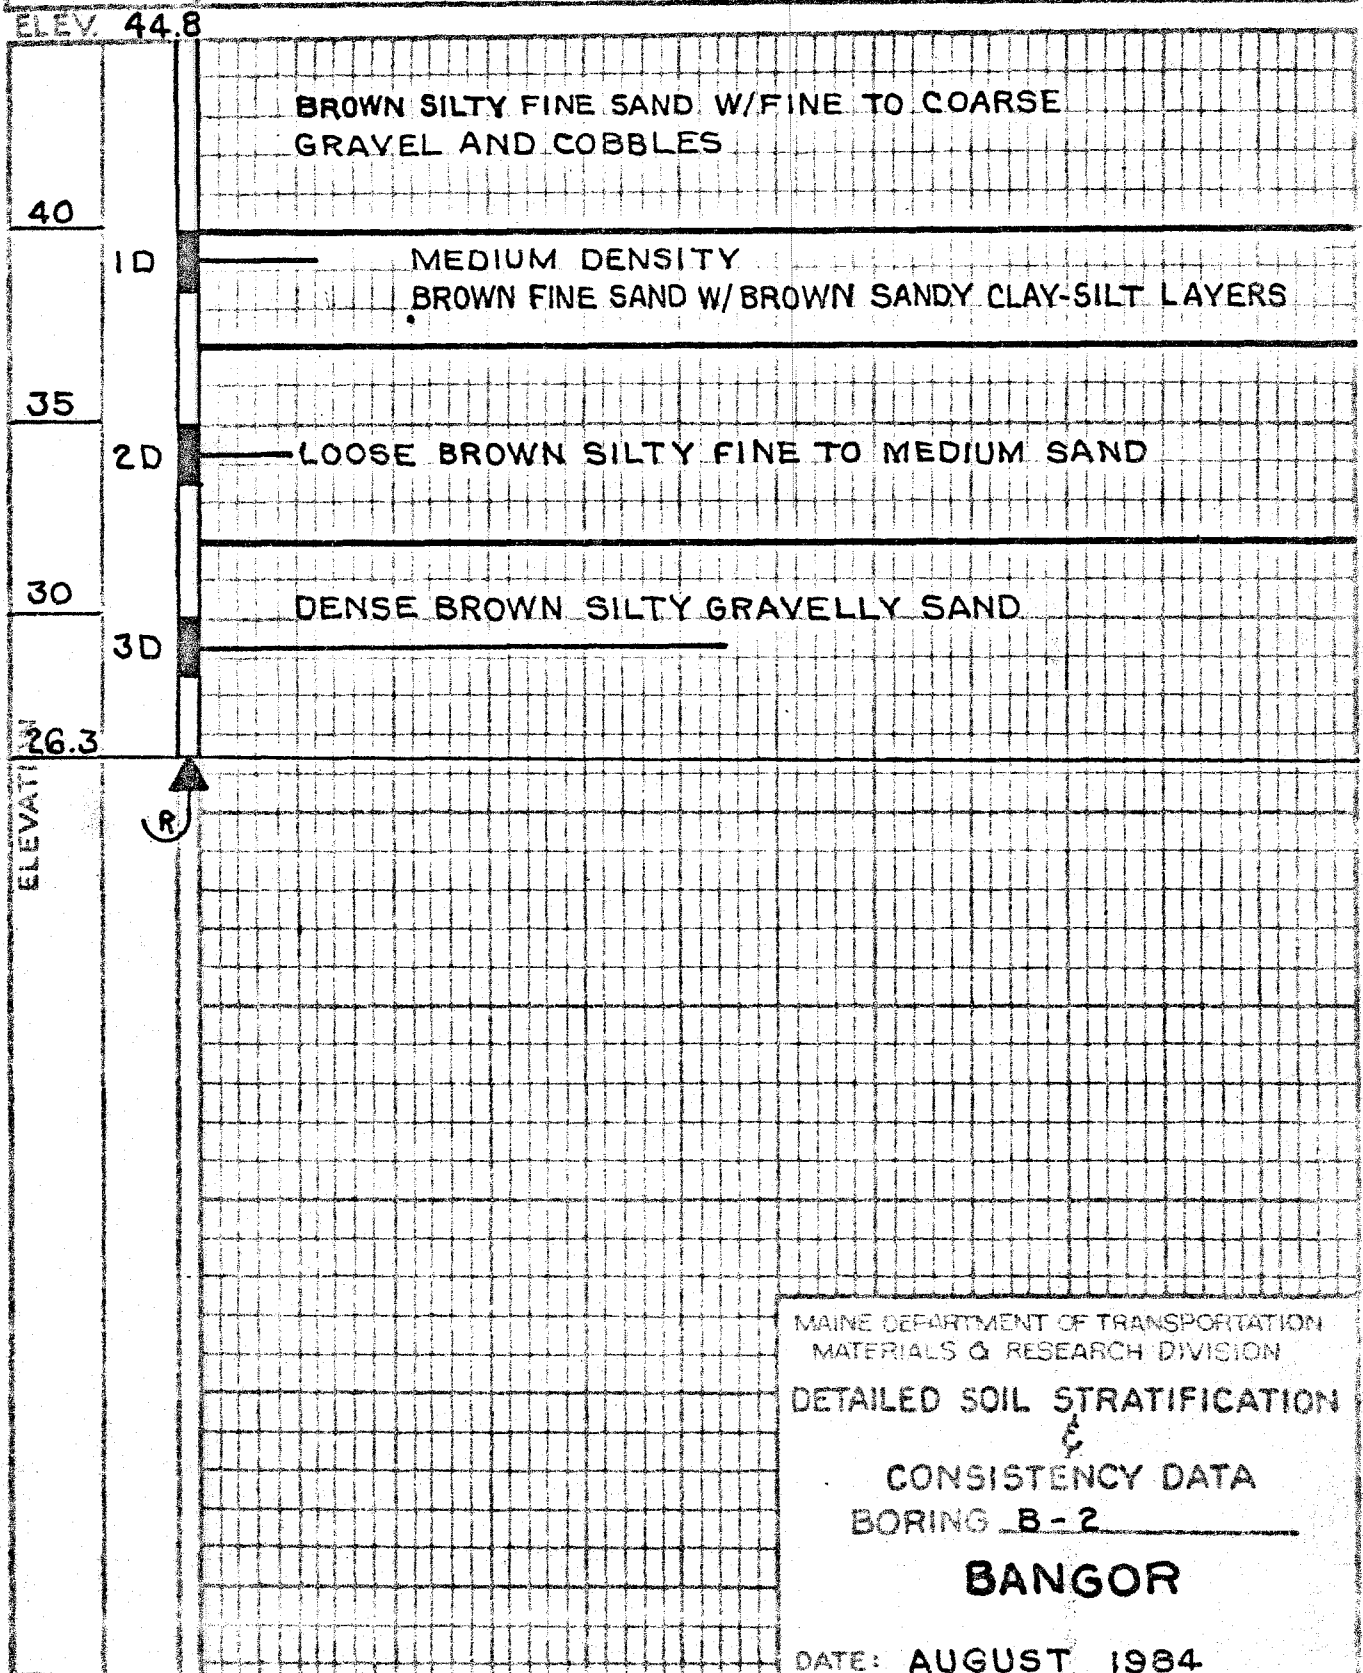 ELEV. 44.8
BROWN SILTY FINE SAND W/FINE TO COARSE
GRAVEL AND COBBLES
40
1D
MEDIUM DENSITY
BROWN FINE SAND W/ BROWN SANDY CLAY-SILT LAYERS
35
2D
LOOSE BROWN SILTY FINE TO MEDIUM SAND
30
DENSE BROWN SILTY GRAVELLY SAND
3D
26.3
ELEVATION
R
MAINE DEPARTMENT OF TRANSPORTATION
MATERIALS & RESEARCH DIVISION
DETAILED SOIL STRATIFICATION
&
CONSISTENCY DATA
BORING B-2
BANGOR
DATE: AUGUST 1984